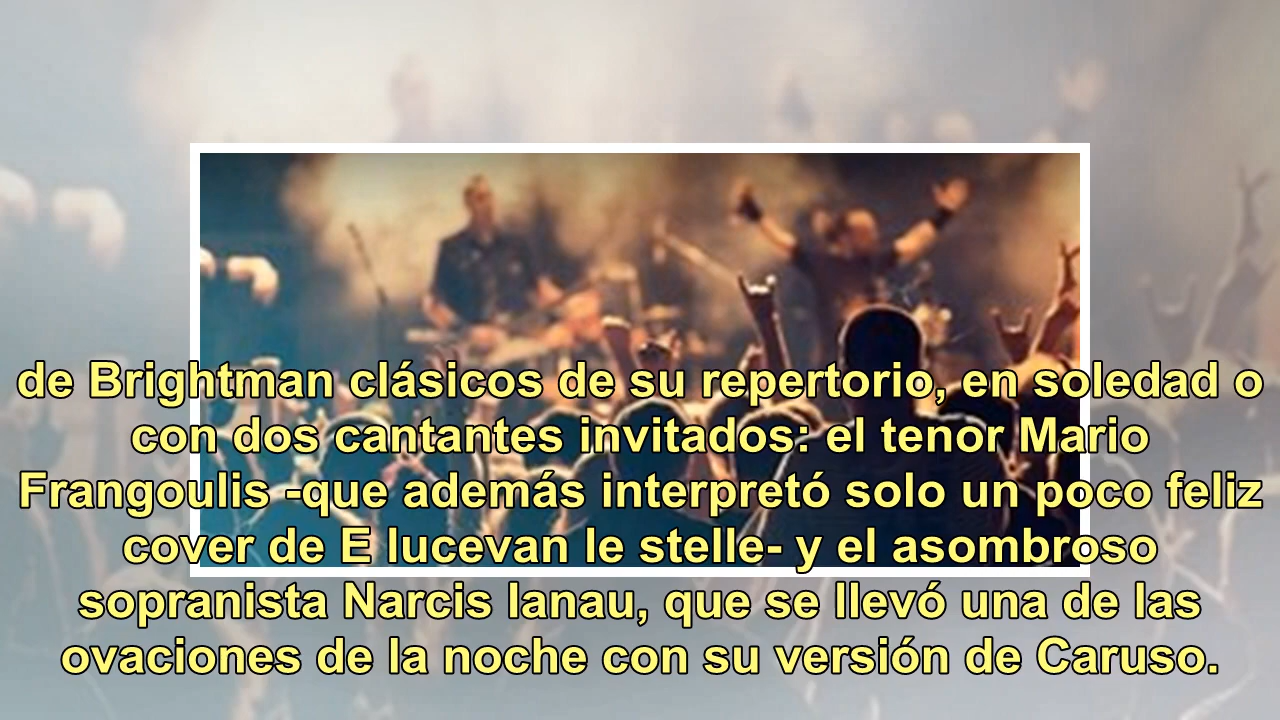 de Brightman clásicos de su repertorio, en soledad o
con dos cantantes invitados: el tenor Mario
Frangoulis -que además interpretó solo un poco feliz
cover de E lucevan le stelle- y el asombroso
sopranista Narcis Ianau, que se llevó una de las
ovaciones de la noche con su versión de Caruso.